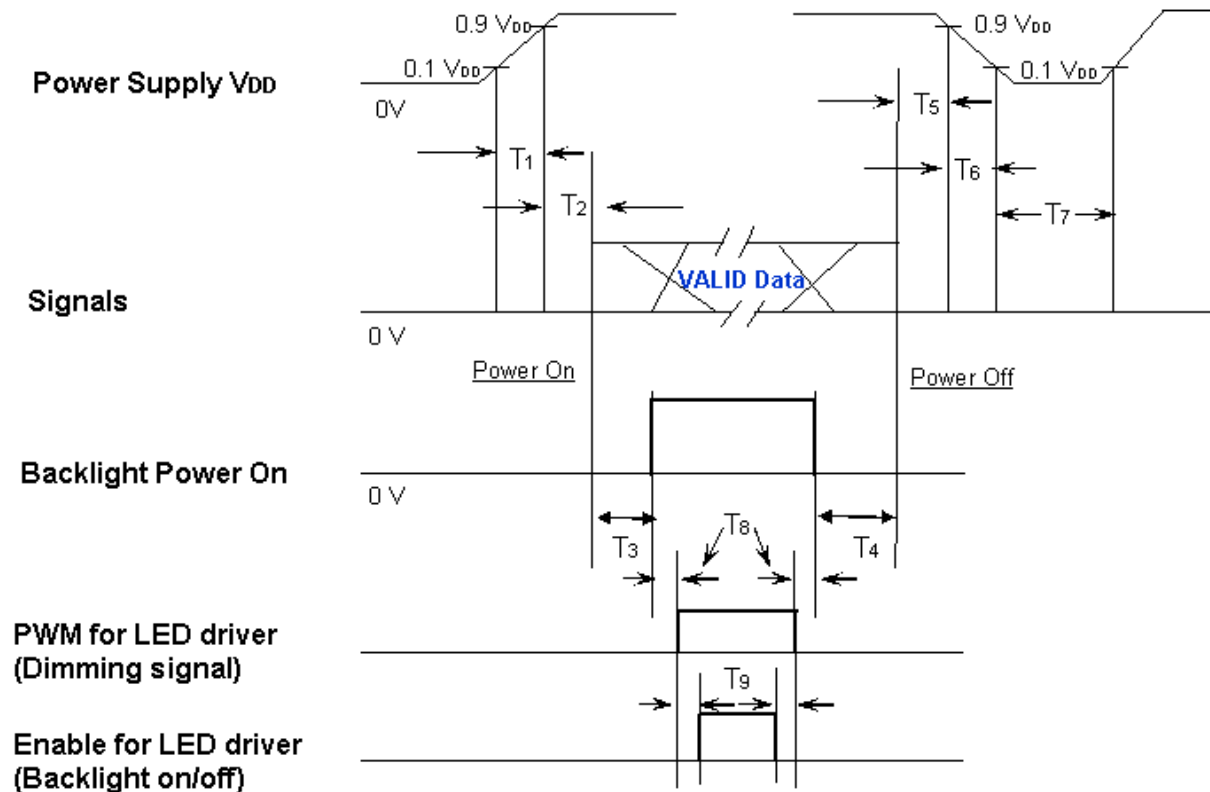 0.9 VDD
0.9 VDD
Power Supply VDD
0.1 VDD
0.1 VDD
0V
T5
T1
T6
T2
T7
VALID Data
Signals
0 V
Power On
Power Off
Backlight Power On
0 V
T8
T3
T4
PWM for LED driver
(Dimming signal)
T9
Enable for LED driver
(Backlight on/off)